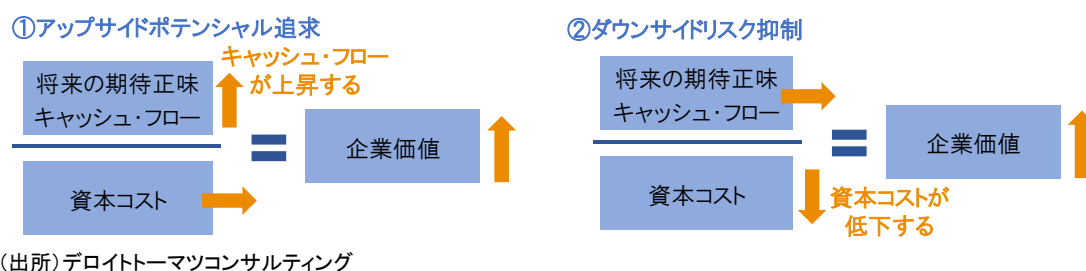 ①アップサイドポテンシャル追求
キャッシュ・フロー
が上昇する
将来の期待正味
キャッシュ・フロー
＝
企業価値
資本コスト
②ダウンサイドリスク抑制
将来の期待正味
キャッシュ・フロー
＝
企業価値
資本コスト
資本コストが
低下する
（出所）デロイトトーマツコンサルティング